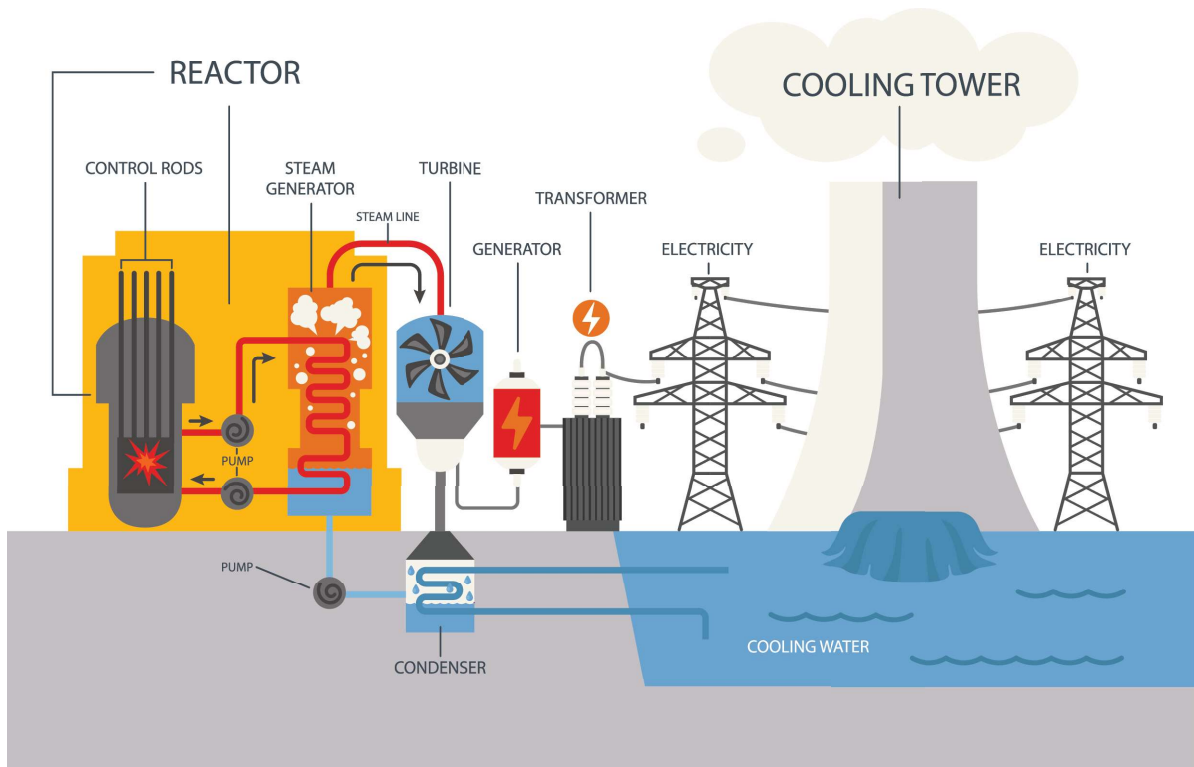 REACTOR
COOLING TOWER
CONTROL RODS
STEAM
GENERATOR
TURBINE
TRANSFORMER
STEAM LINE
GENERATOR
ELECTRICITY
ELECTRICITY
PUMP
PUMP
CONDENSER
COOLING WATER